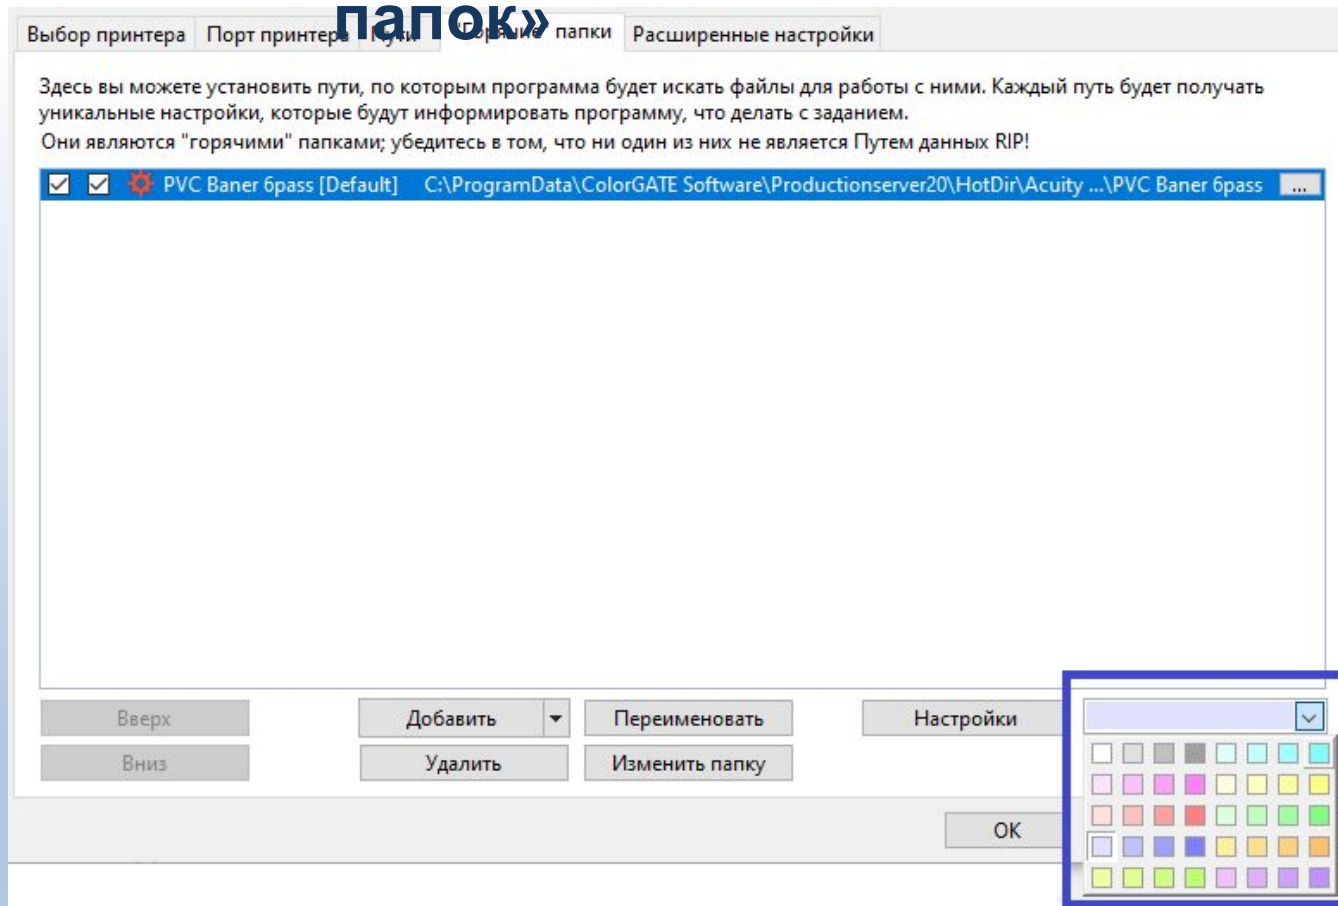 папок»
Выбор принтера Порт принтера Пути "Горячие" папки Расширенные настройки
Здесь вы можете установить пути, по которым программа будет искать файлы для работы с ними. Каждый путь будет получать
уникальные настройки, которые будут информировать программу, что делать с заданием.
Они являются "горячими" папками; убедитесь в том, что ни один из них не является Путем данных RIP!
PVC Baner 6pass [Default] C:\ProgramData\ColorGATE Software\Productionserver20\HotDir\Acuity ...\PVC Baner 6pass ...
Вверх Добавить Переименовать Настройки
Вниз Удалить Изменить папку
OK